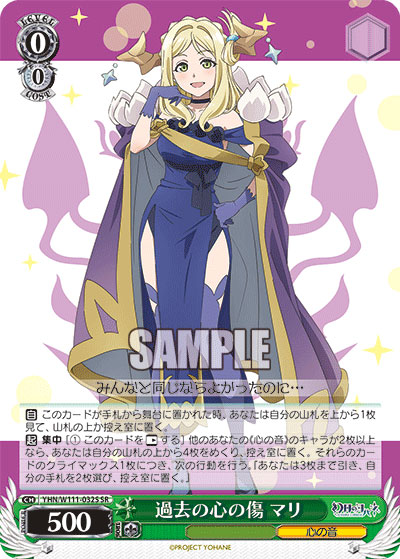 LEVEL
0
0
COST
SAMPLE
みんなと同じならよかったのに…
自 このカードが手札から舞台に置かれた時、あなたは自分の山札を上から1枚
見て、山札の上か控え室に置く。
起 集中 [① このカードを する] 他のあなたの《心の音》のキャラが2枚以上
なら、あなたは自分の山札の上から4枚をめくり、控え室に置く。それらのカー
ドのクライマックス1枚につき、次の行動を行う。『あなたは3枚まで引き、自
分の手札を2枚選び、控え室に置く。』
CH
YHN/W111-032SSR
500
過去の心の傷 マリ
心の音
©PROJECT YOHANE